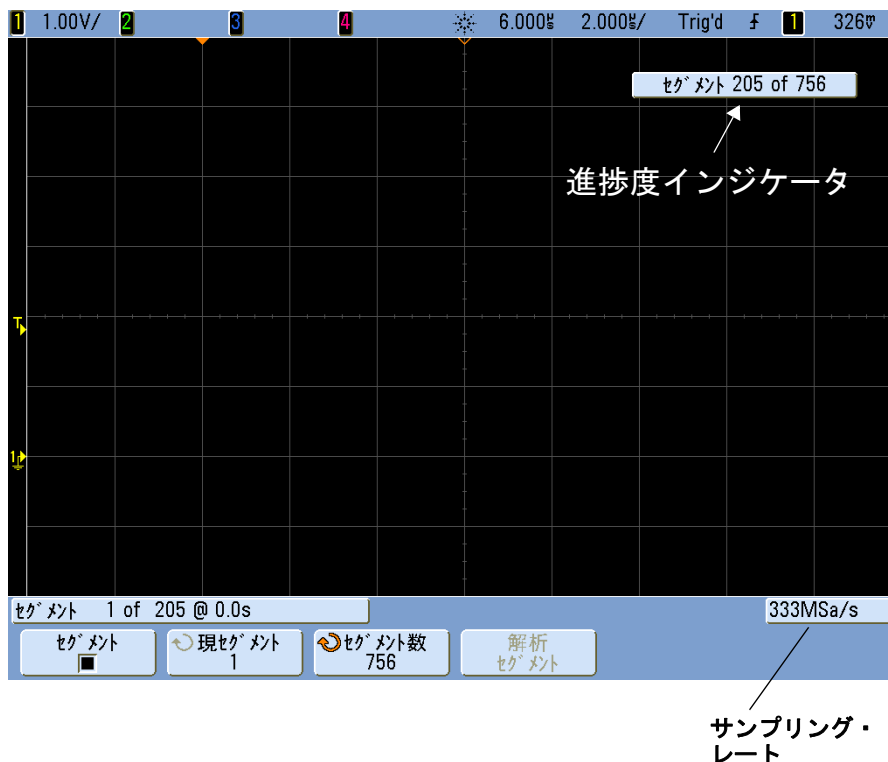 1 1.00V/ 2 3 4 6.000㎲ 2.000㎲/ Trig'd 1 326㎷
ｾｸﾞﾒﾝﾄ 205 of 756
進捗度インジケータ
T
1
ｾｸﾞﾒﾝﾄ 1 of 205 @ 0.0s
333MSa/s
ｾｸﾞﾒﾝﾄ
現ｾｸﾞﾒﾝﾄ
1
ｾｸﾞﾒﾝﾄ数
756
解析
ｾｸﾞﾒﾝﾄ
サンプリング・
レート